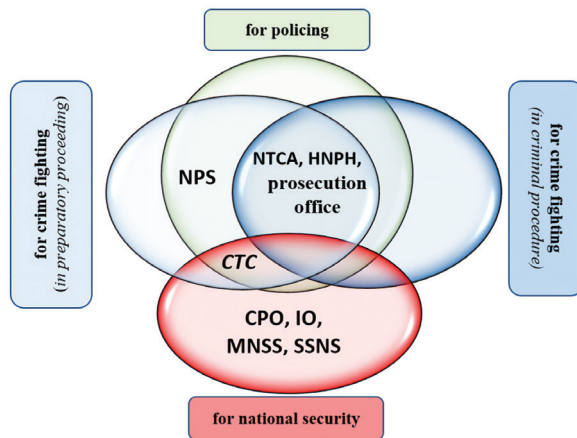 for policing
for crime fighting
(in preparatory proceeding)
NPS
NTCA, HNPH,
prosecution
office
for crime fighting
(in criminal procedure)
CTC
CPO, IO,
MNSS, SSNS
for national security